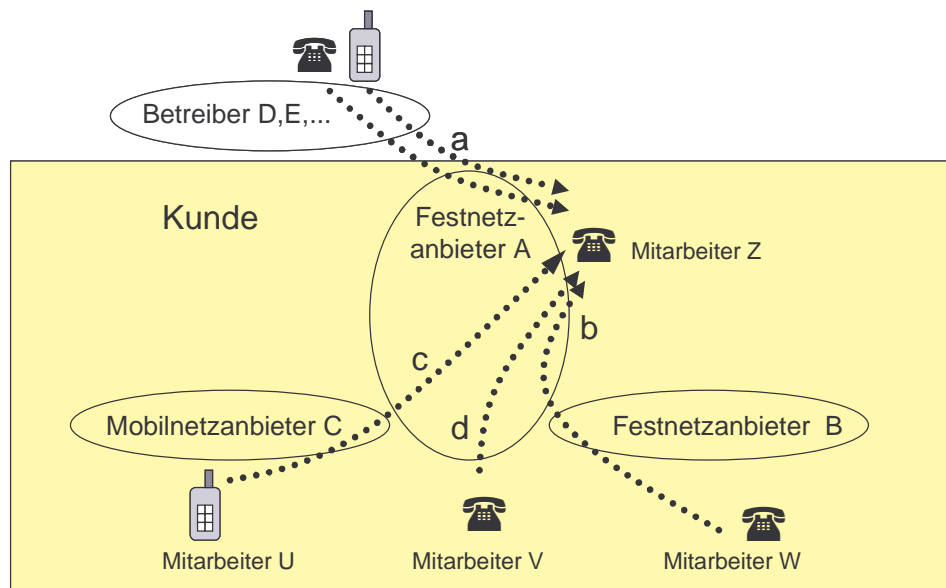 Betreiber D,E,...
a
Kunde
Festnetz-
anbieter A
Mitarbeiter Z
b
c
d
Mobilnetzanbieter C
Festnetzanbieter B
Mitarbeiter U
Mitarbeiter V
Mitarbeiter W